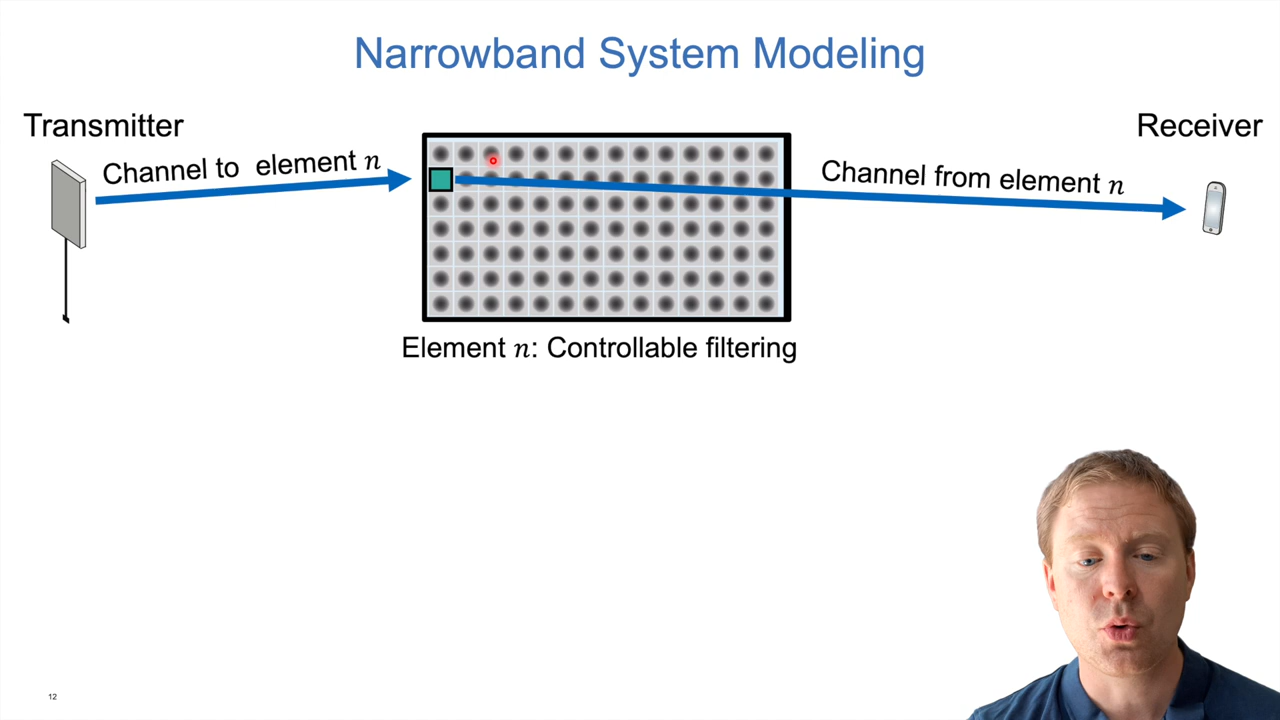 Narrowband System Modeling
Transmitter
Receiver
Channel to element n
Channel from element n
Element n: Controllable filtering
12